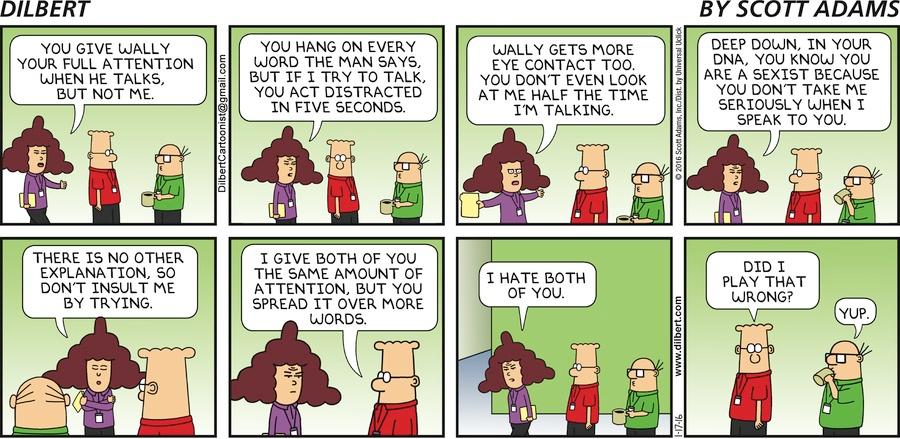 DILBERT
BY SCOTT ADAMS
YOU GIVE WALLY
YOUR FULL ATTENTION
WHEN HE TALKS,
BUT NOT ME.
DilbertCartoonist@gmail.com
YOU HANG ON EVERY
WORD THE MAN SAYS,
BUT IF I TRY TO TALK,
YOU ACT DISTRACTED
IN FIVE SECONDS.
WALLY GETS MORE
EYE CONTACT TOO.
YOU DON'T EVEN LOOK
AT ME HALF THE TIME
I'M TALKING.
© 2016 Scott Adams, Inc./Dist. by Universal Uclick
DEEP DOWN, IN YOUR
DNA, YOU KNOW YOU
ARE A SEXIST BECAUSE
YOU DON'T TAKE ME
SERIOUSLY WHEN I
SPEAK TO YOU.
THERE IS NO OTHER
EXPLANATION, SO
DON'T INSULT ME
BY TRYING.
I GIVE BOTH OF YOU
THE SAME AMOUNT OF
ATTENTION, BUT YOU
SPREAD IT OVER MORE
WORDS.
I HATE BOTH
OF YOU.
1-17-16
www.dilbert.com
DID I
PLAY THAT
WRONG?
YUP.